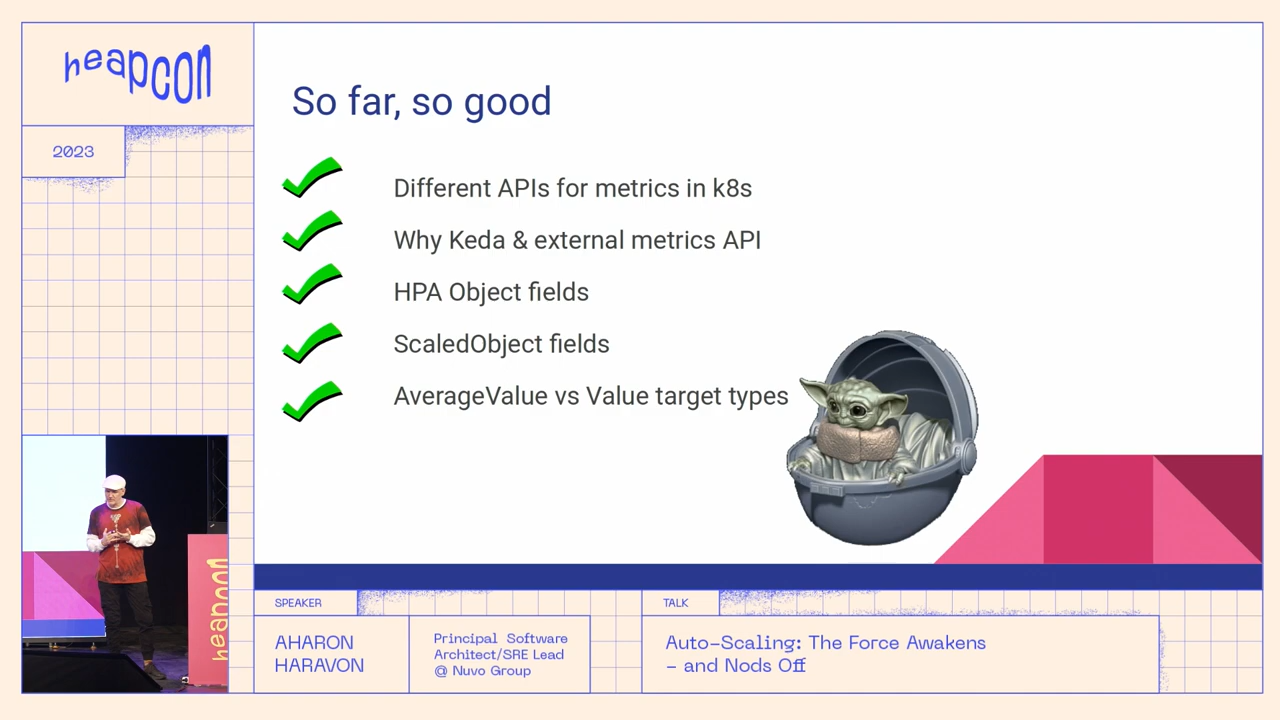 heapcon
2023
So far, so good
Different APIs for metrics in k8s
Why Keda & external metrics API
HPA Object fields
ScaledObject fields
AverageValue vs Value target types
heapcon
SPEAKER
AHARON
HARAVON
Principal Software
Architect/SRE Lead
@ Nuvo Group
TALK
Auto-Scaling: The Force Awakens
- and Nods Off